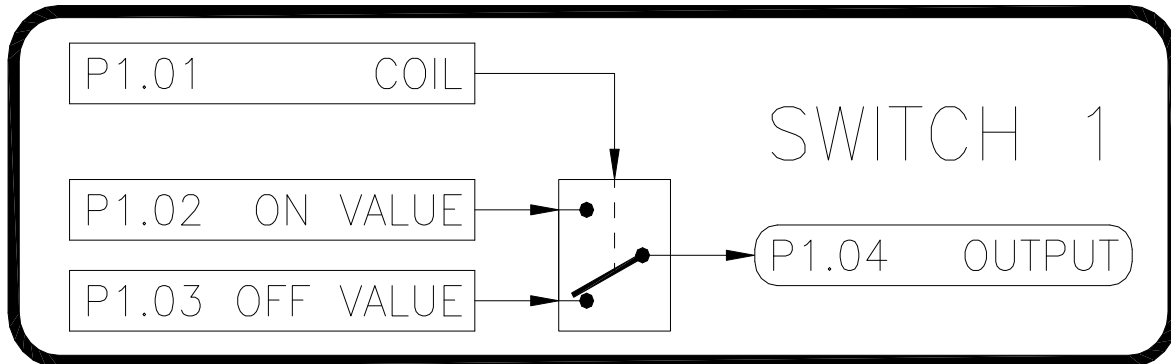 P1.01 COIL
SWITCH 1
P1.02 ON VALUE
P1.03 OFF VALUE
P1.04 OUTPUT